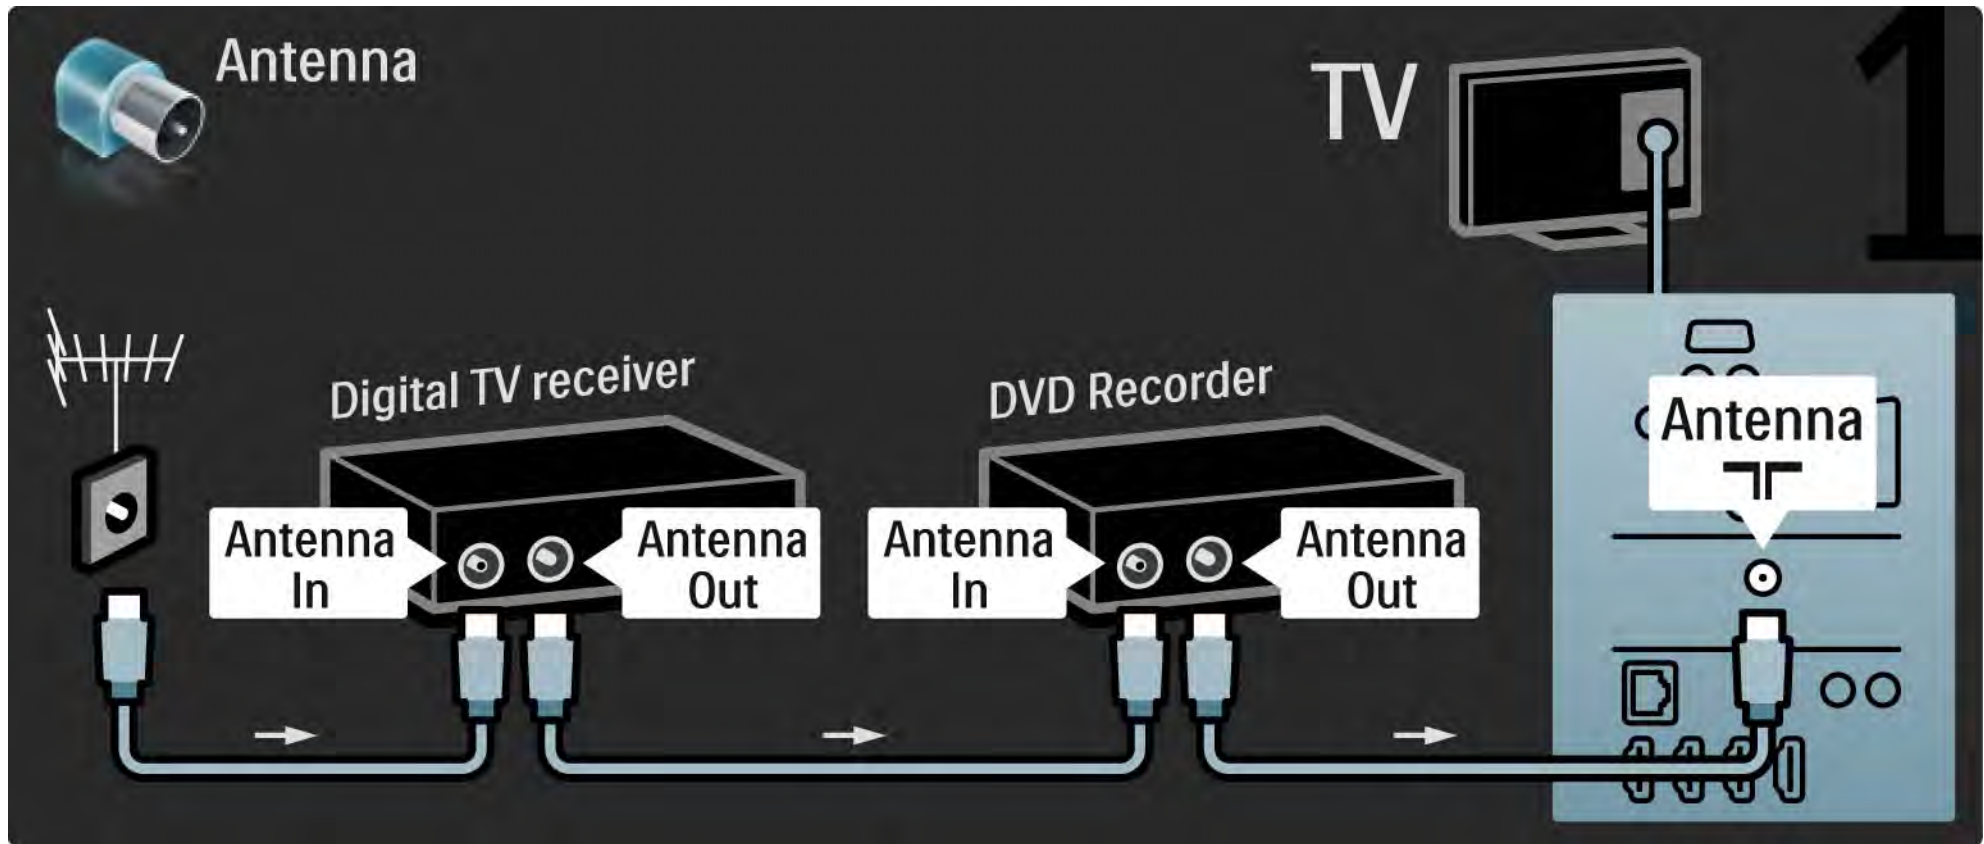 Antenna
TV
1
Digital TV receiver
DVD Recorder
Antenna
Antenna
In
Antenna
Out
Antenna
In
Antenna
Out